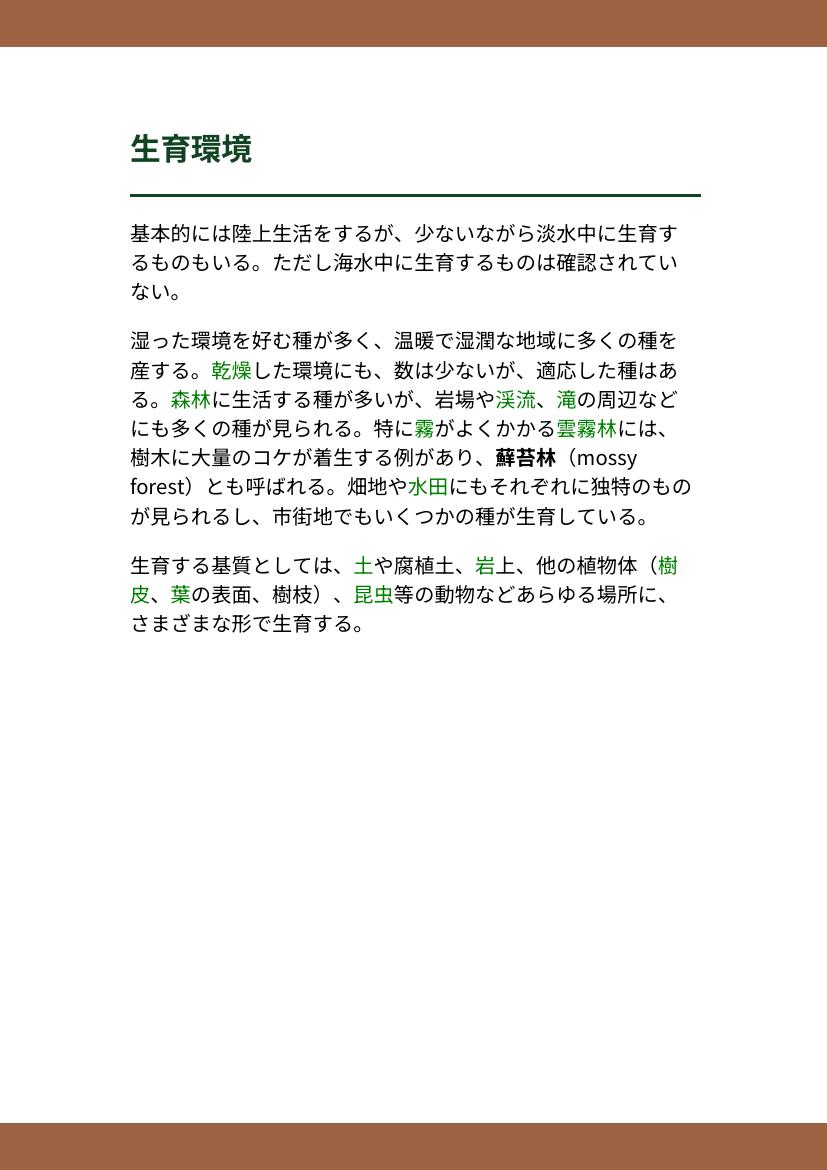 生育環境
基本的には陸上生活をするが、少ないながら淡水中に生育す
るものもいる。ただし海水中に生育するものは確認されてい
ない。
湿った環境を好む種が多く、温暖で湿潤な地域に多くの種を
産する。乾燥した環境にも、数は少ないが、適応した種はあ
る。森林に生活する種が多いが、岩場や渓流、滝の周辺など
にも多くの種が見られる。特に霧がよくかかる雲霧林には、
樹木に大量のコケが着生する例があり、蘚苔林（mossy
forest）とも呼ばれる。畑地や水田にもそれぞれに独特のもの
が見られるし、市街地でもいくつかの種が生育している。
生育する基質としては、土や腐植土、岩上、他の植物体（樹
皮、葉の表面、樹枝）、昆虫等の動物などあらゆる場所に、
さまざまな形で生育する。